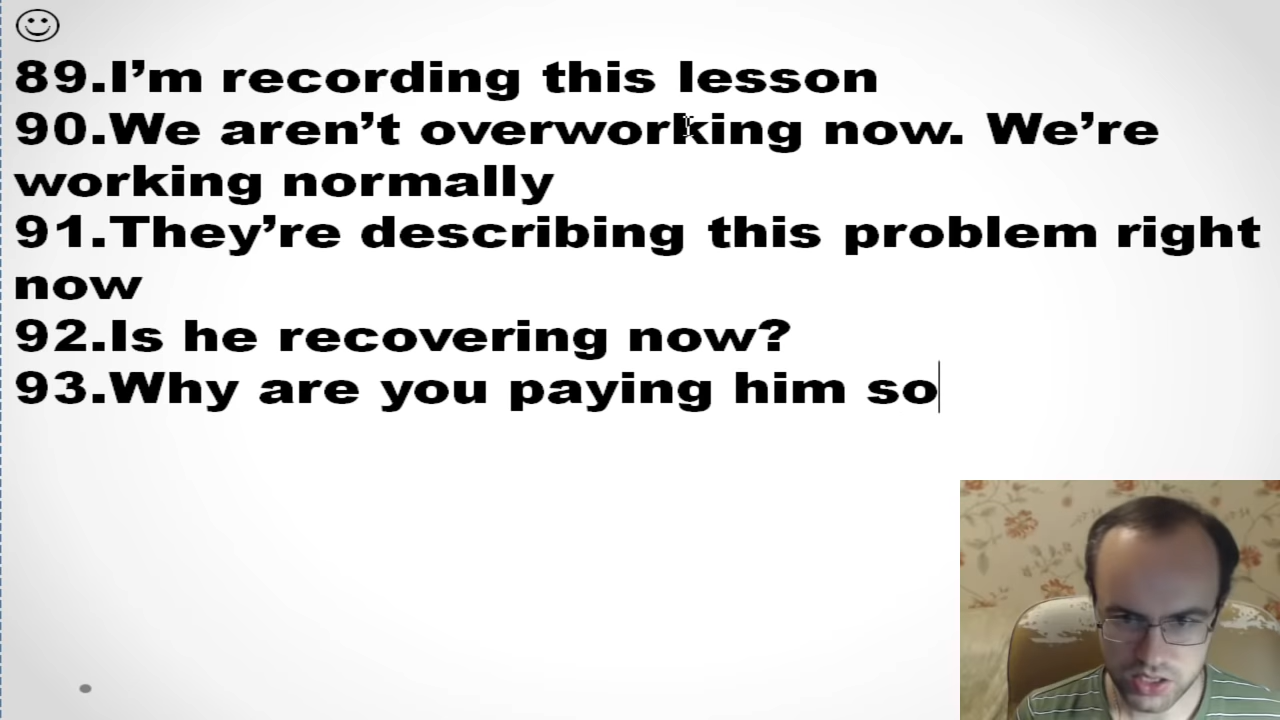 89.I'm recording this lesson
90.We aren't overworking now. We're
working normally
91.They're describing this problem right
now
92.Is he recovering now?
93.Why are you paying him so